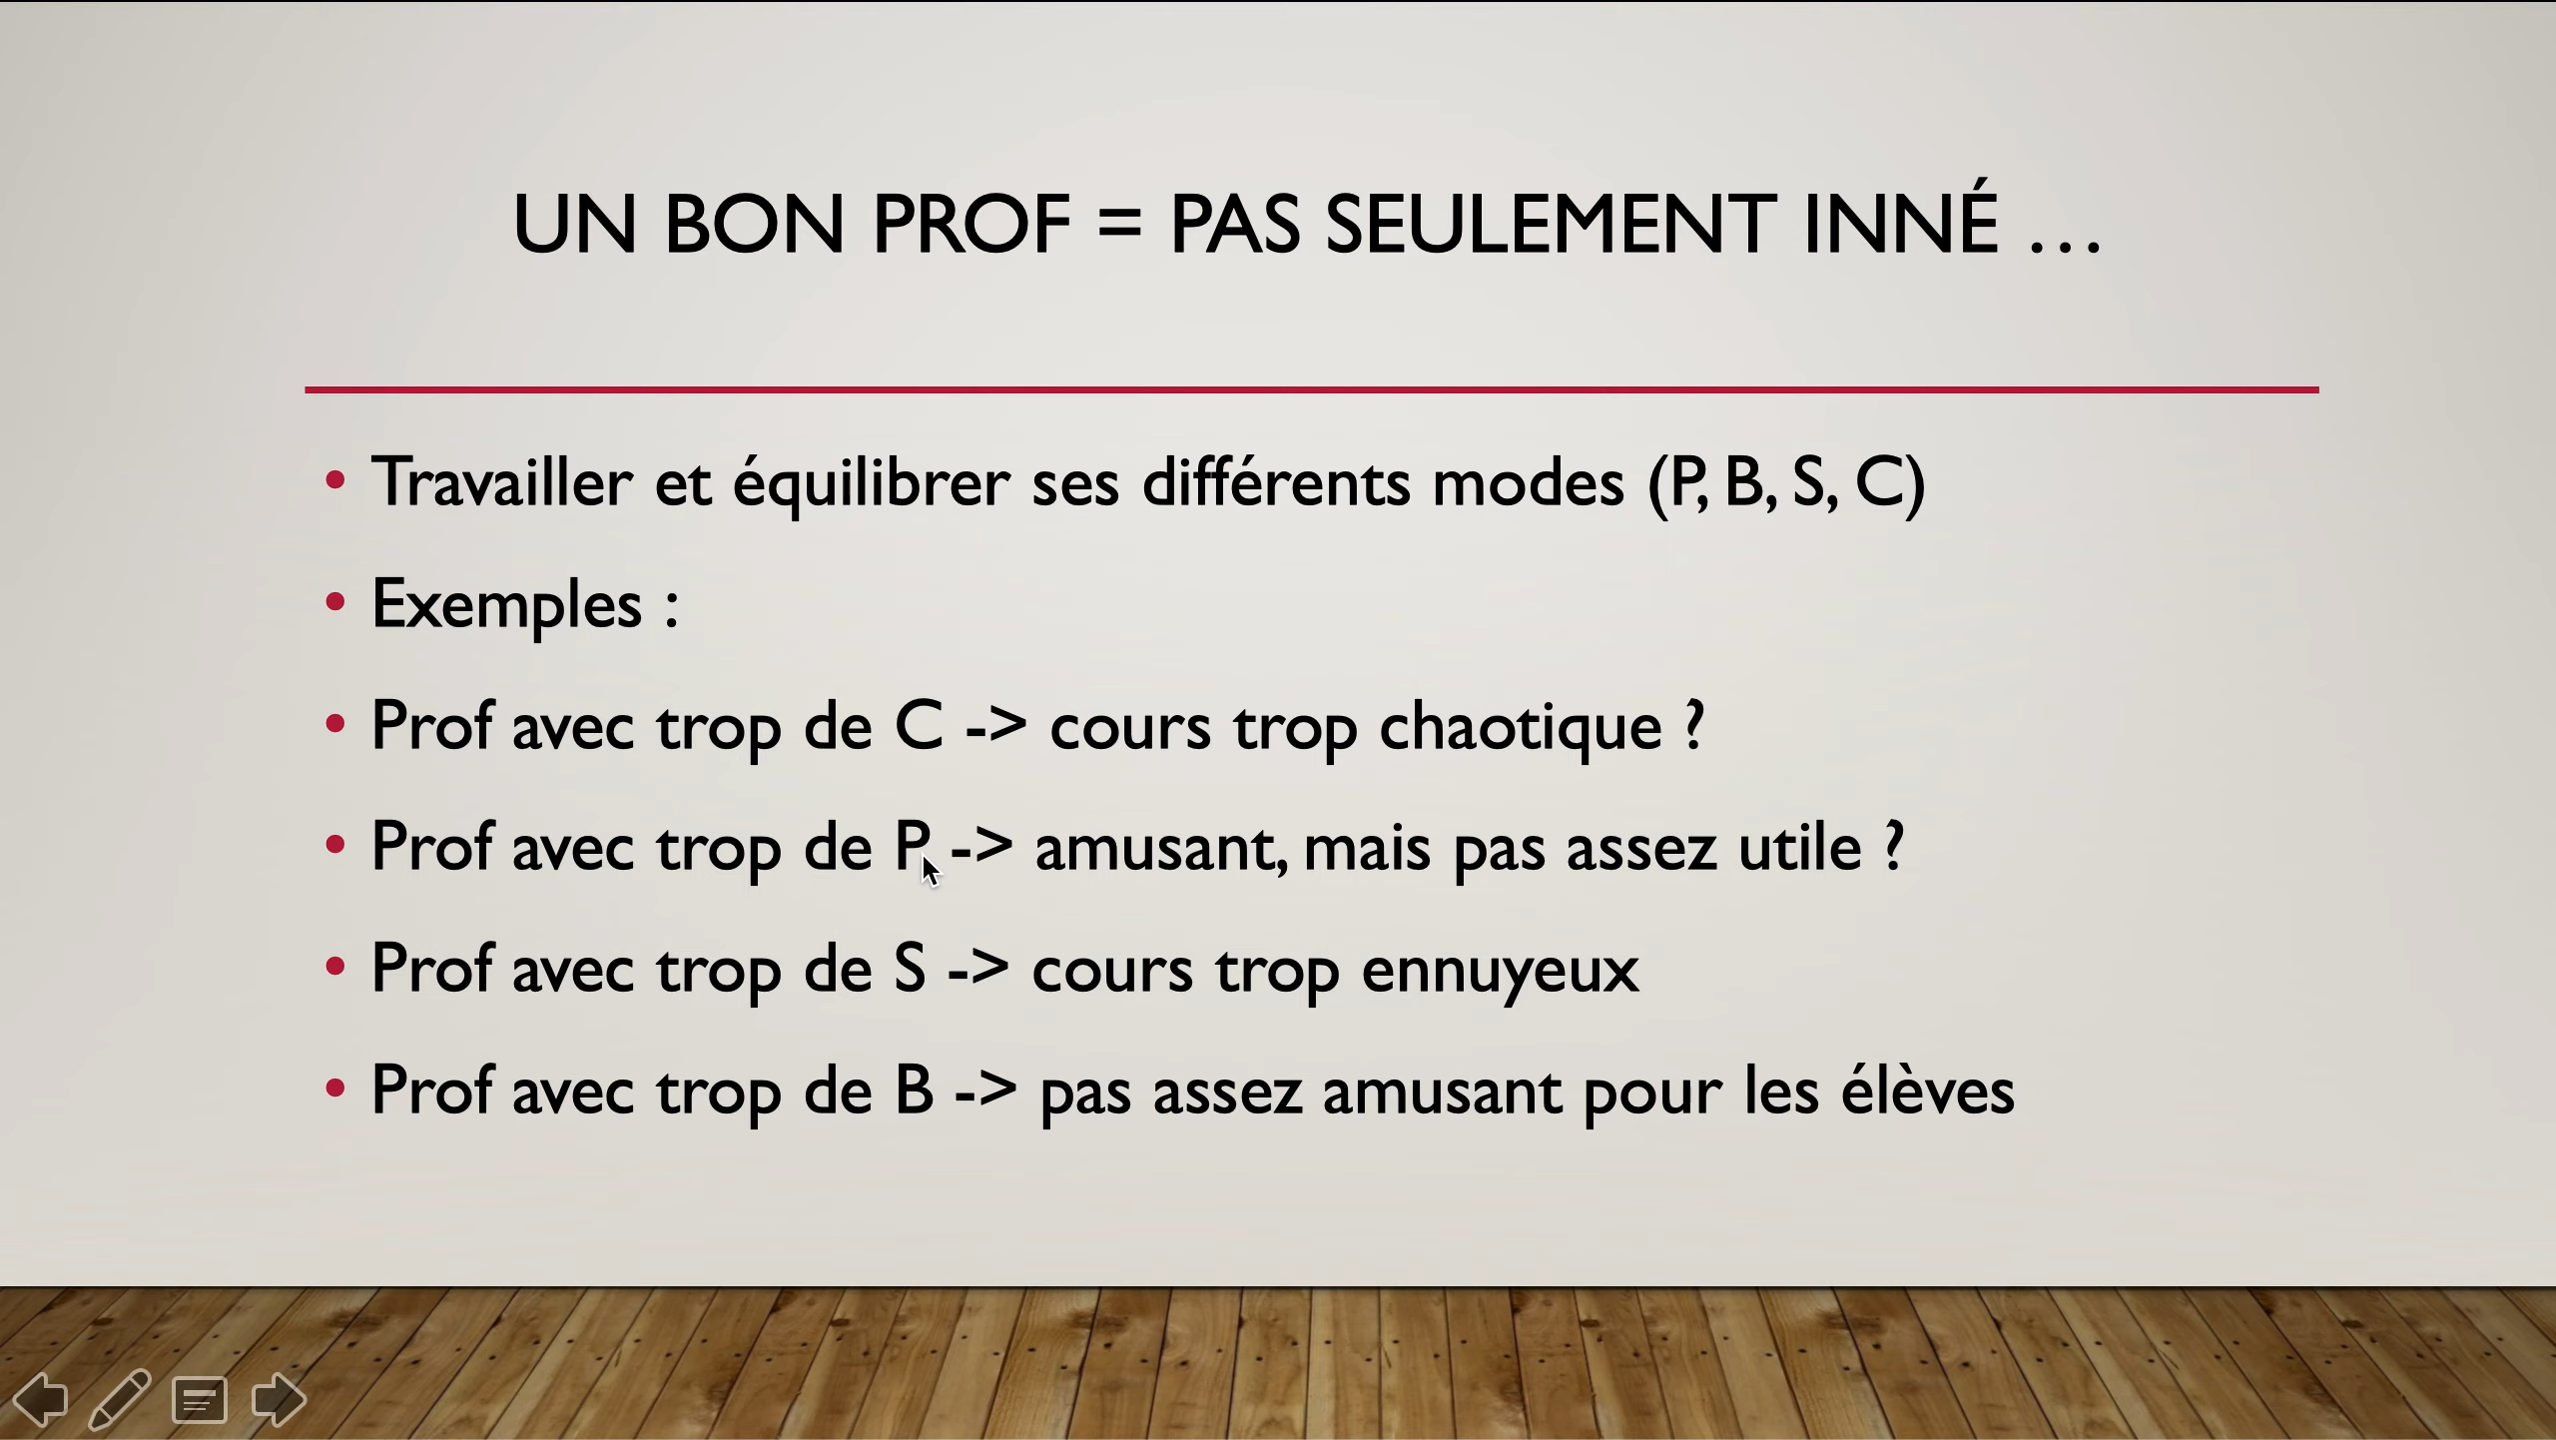 UN BON PROF = PAS SEULEMENT INNÉ …
• Travailler et équilibrer ses différents modes (P, B, S, C)
• Exemples :
• Prof avec trop de C -> cours trop chaotique ?
• Prof avec trop de P -> amusant, mais pas assez utile ?
• Prof avec trop de S -> cours trop ennuyeux
• Prof avec trop de B -> pas assez amusant pour les élèves